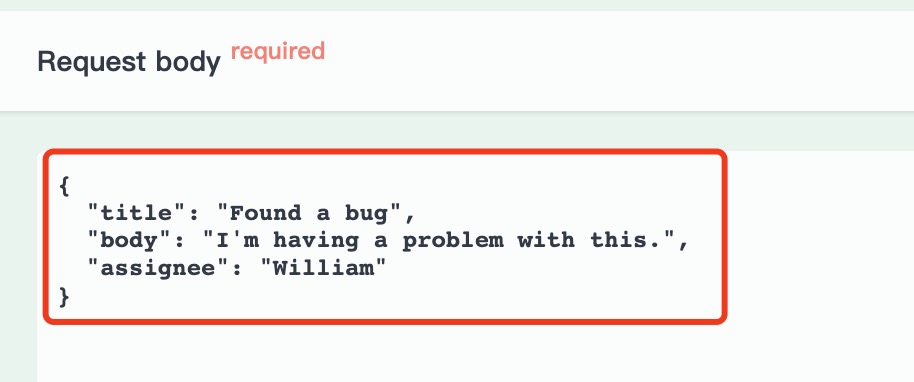 Request body required
{
  "title": "Found a bug",
  "body": "I'm having a problem with this.",
  "assignee": "William"
}